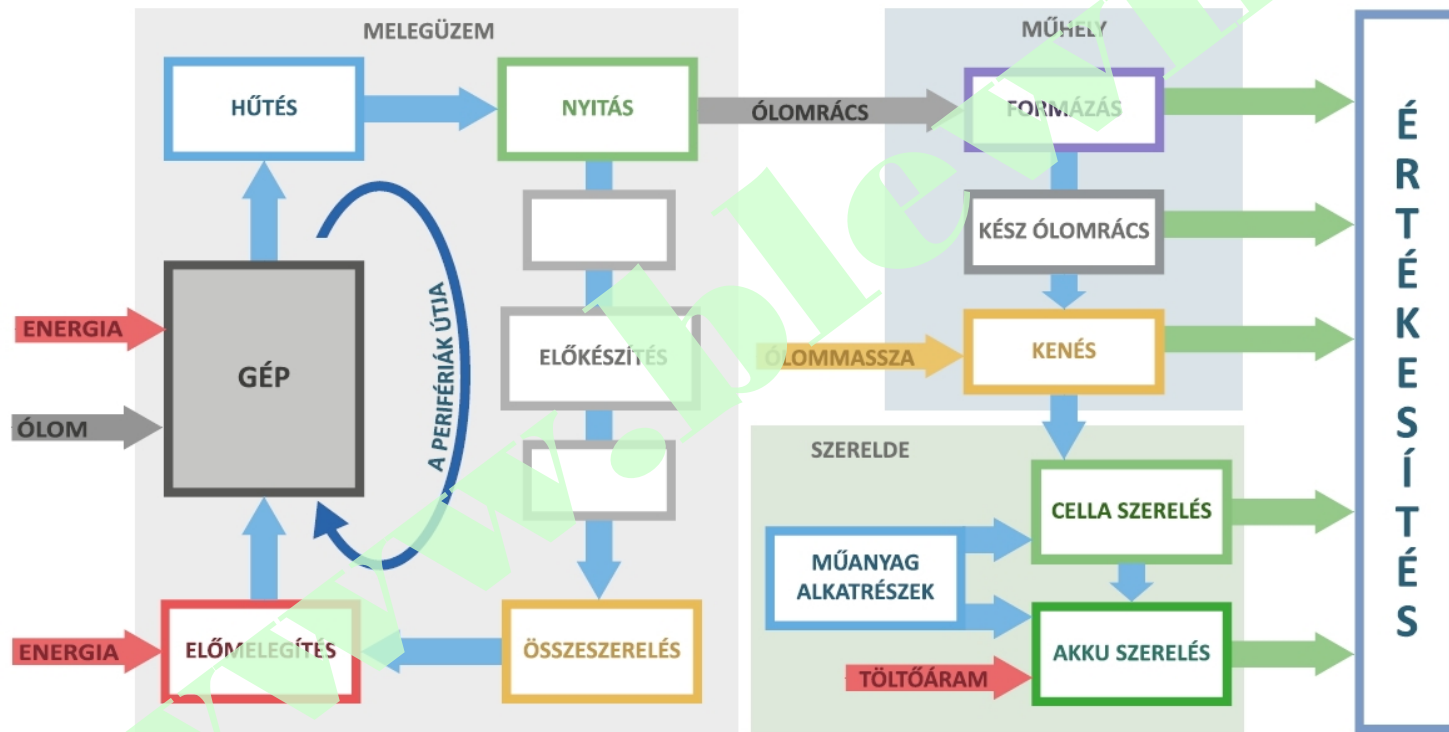 MELEGÜZEM
HŰTÉS
NYITÁS
ÓLOMRÁCS
GÉP
ENERGIA
ÓLOM
A PERIFÉRIÁK ÚTJA
ELŐKÉSZÍTÉS
ENERGIA
ELŐMELEGÍTÉS
ÖSSZESZERELÉS
MŰHELY
FORMÁZÁS
KÉSZ ÓLOMRÁCS
ÓLOMMASSZA
KENÉS
SZERELDE
CELLA SZERELÉS
MŰANYAG
ALKATRÉSZEK
AKKU SZERELÉS
TÖLTŐÁRAM
ÉRTÉKESÍTÉS